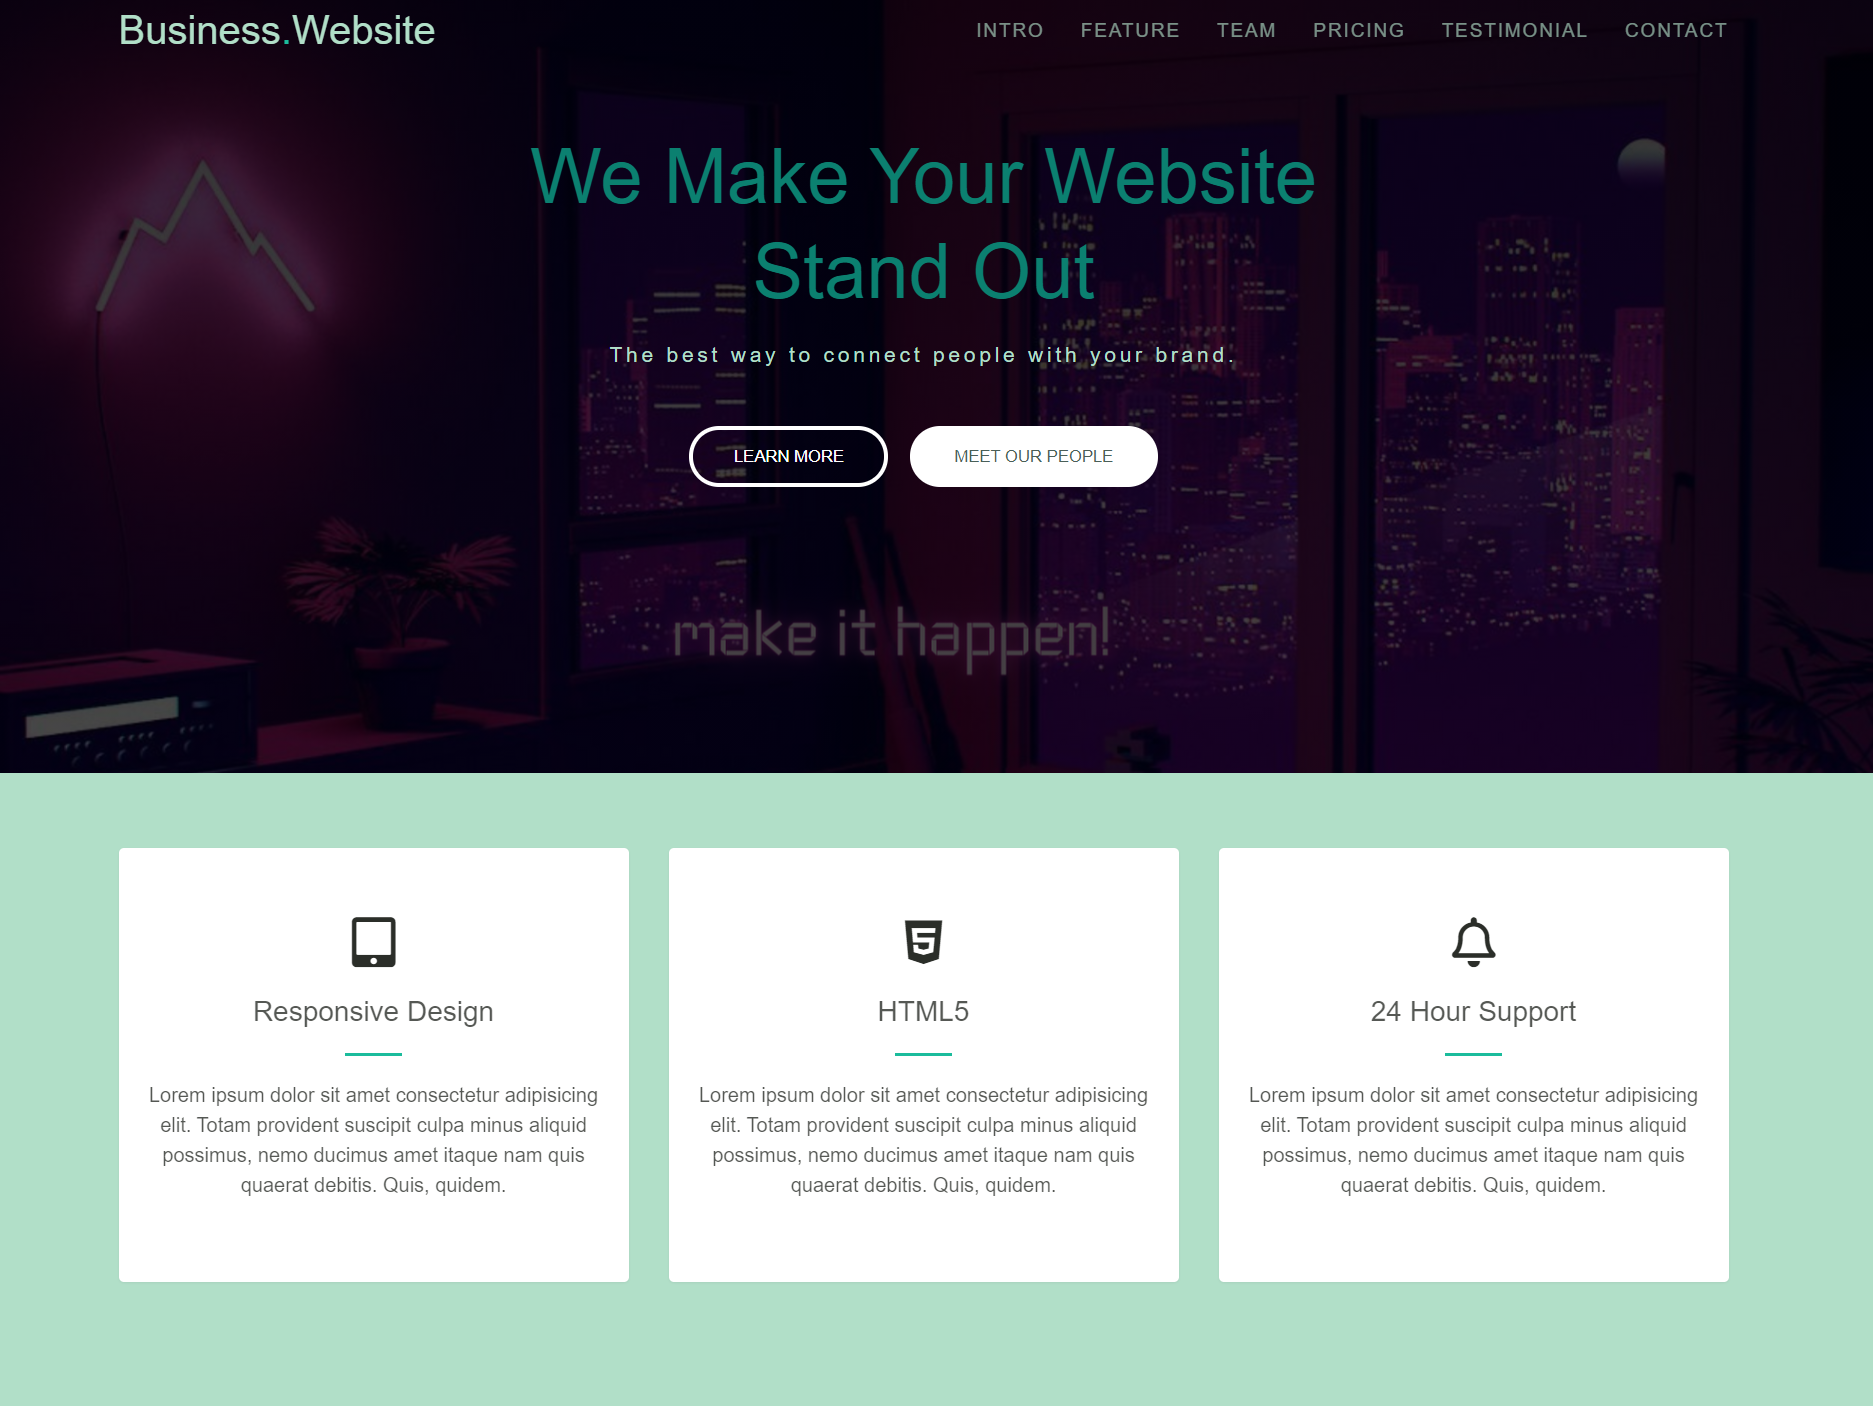 Business.Website
INTRO FEATURE TEAM PRICING TESTIMONIAL CONTACT
We Make Your Website
Stand Out
The best way to connect people with your brand.
LEARN MORE
MEET OUR PEOPLE
make it happen!
Responsive Design
Lorem ipsum dolor sit amet consectetur adipisicing
elit. Totam provident suscipit culpa minus aliquid
possimus, nemo ducimus amet itaque nam quis
quaerat debitis. Quis, quidem.
5
HTML5
Lorem ipsum dolor sit amet consectetur adipisicing
elit. Totam provident suscipit culpa minus aliquid
possimus, nemo ducimus amet itaque nam quis
quaerat debitis. Quis, quidem.
24 Hour Support
Lorem ipsum dolor sit amet consectetur adipisicing
elit. Totam provident suscipit culpa minus aliquid
possimus, nemo ducimus amet itaque nam quis
quaerat debitis. Quis, quidem.